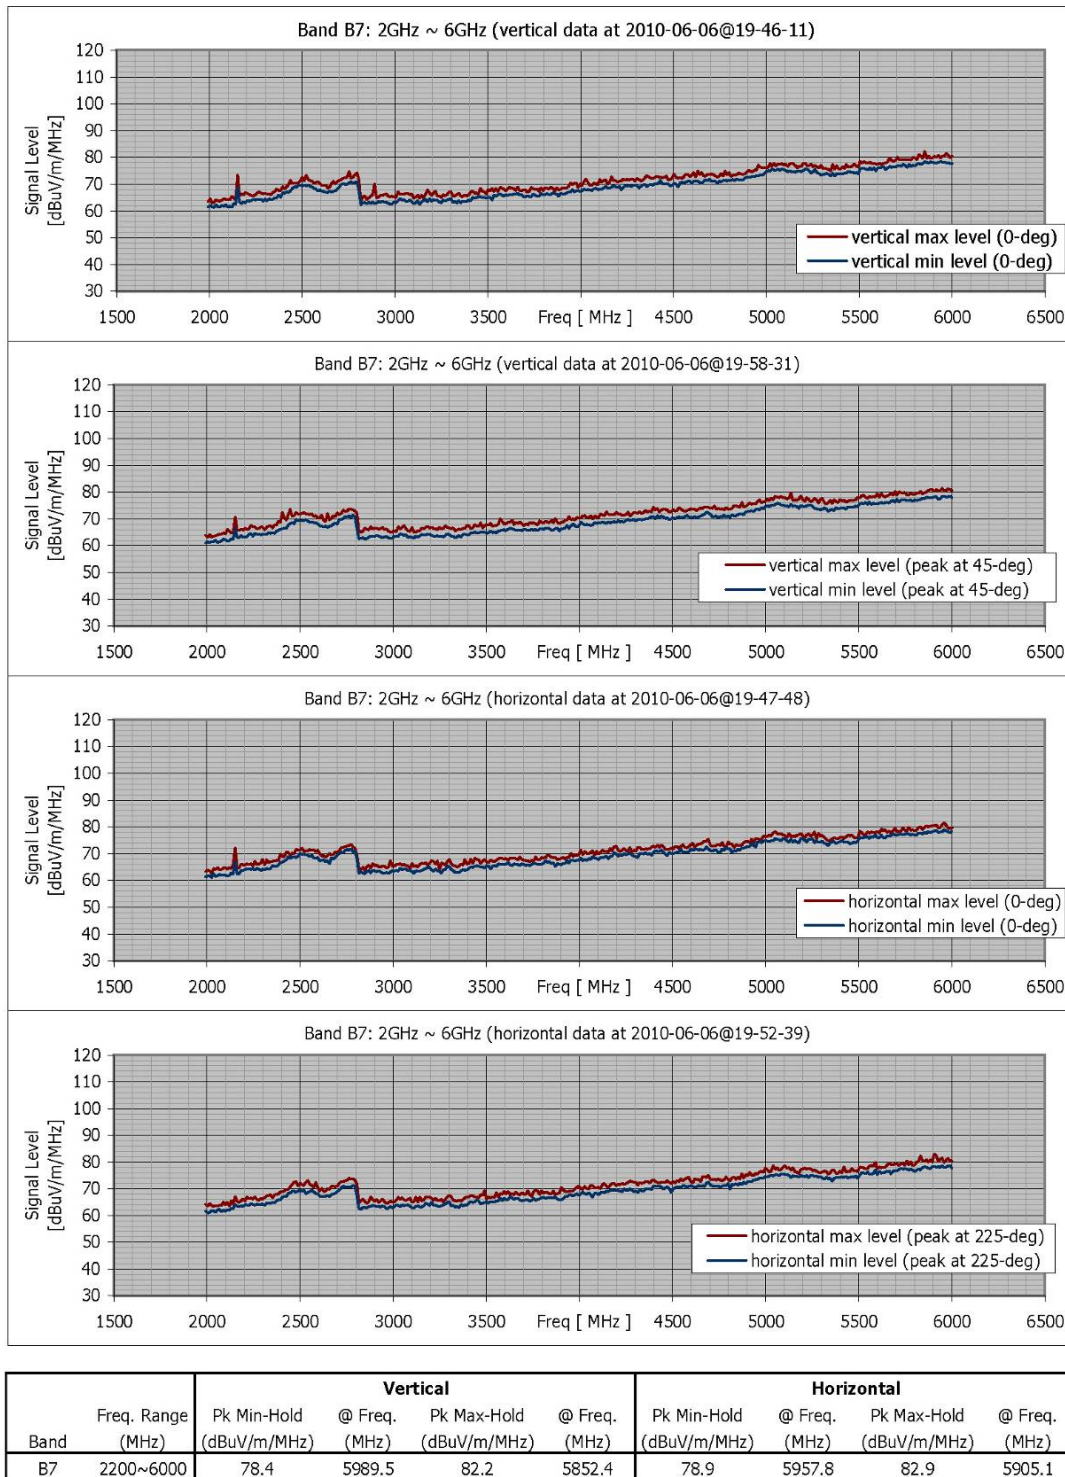 Band B7: 2GHz ~ 6GHz (vertical data at 2010-06-06@19-46-11)
120
110
100
90
80
70
60
50
40
30
Signal Level
[dBuV/m/MHz]
vertical max level (0-deg)
vertical min level (0-deg)
1500 2000 2500 3000 3500 Freq [ MHz ] 4500 5000 5500 6000 6500
Band B7: 2GHz ~ 6GHz (vertical data at 2010-06-06@19-58-31)
120
110
100
90
80
70
60
50
40
30
Signal Level
[dBuV/m/MHz]
vertical max level (peak at 45-deg)
vertical min level (peak at 45-deg)
1500 2000 2500 3000 3500 Freq [ MHz ] 4500 5000 5500 6000 6500
Band B7: 2GHz ~ 6GHz (horizontal data at 2010-06-06@19-47-48)
120
110
100
90
80
70
60
50
40
30
Signal Level
[dBuV/m/MHz]
horizontal max level (0-deg)
horizontal min level (0-deg)
1500 2000 2500 3000 3500 Freq [ MHz ] 4500 5000 5500 6000 6500
Band B7: 2GHz ~ 6GHz (horizontal data at 2010-06-06@19-52-39)
120
110
100
90
80
70
60
50
40
30
Signal Level
[dBuV/m/MHz]
horizontal max level (peak at 225-deg)
horizontal min level (peak at 225-deg)
1500 2000 2500 3000 3500 Freq [ MHz ] 4500 5000 5500 6000 6500
Vertical Horizontal
Freq. Range Pk Min-Hold @ Freq. Pk Max-Hold @ Freq. Pk Min-Hold @ Freq. Pk Max-Hold @ Freq.
Band (MHz) (dBuV/m/MHz) (MHz) (dBuV/m/MHz) (MHz) (dBuV/m/MHz) (MHz) (dBuV/m/MHz) (MHz)
B7 2200~6000 78.4 5989.5 82.2 5852.4 78.9 5957.8 82.9 5905.1